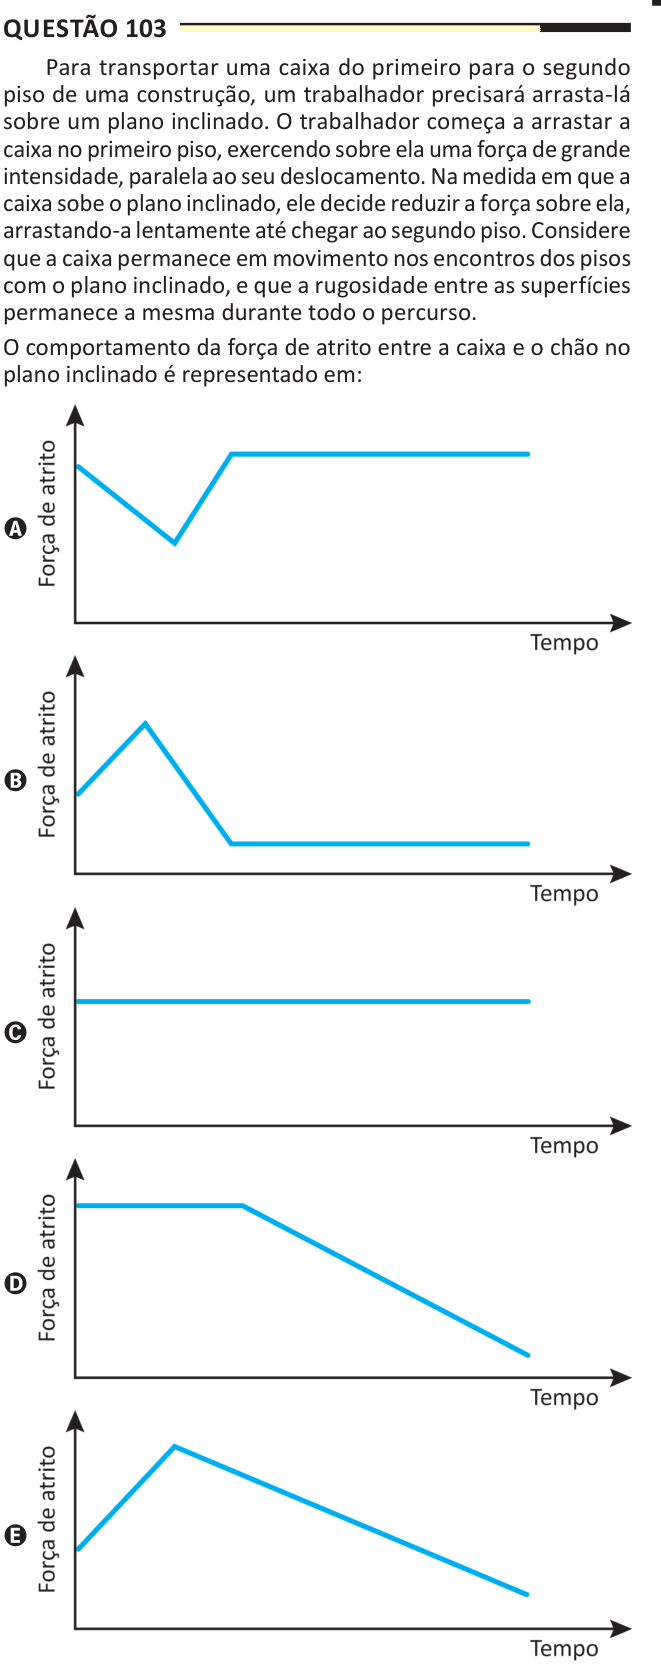 QUESTÃO 103
Para transportar uma caixa do primeiro para o segundo
piso de uma construção, um trabalhador precisará arrasta-lá
sobre um plano inclinado. O trabalhador começa a arrastar a
caixa no primeiro piso, exercendo sobre ela uma força de grande
intensidade, paralela ao seu deslocamento. Na medida em que a
caixa sobe o plano inclinado, ele decide reduzir a força sobre ela,
arrastando-a lentamente até chegar ao segundo piso. Considere
que a caixa permanece em movimento nos encontros dos pisos
com o plano inclinado, e que a rugosidade entre as superfícies
permanece a mesma durante todo o percurso.
O comportamento da força de atrito entre a caixa e o chão no
plano inclinado é representado em:
A
Força de atrito
Tempo
B
Força de atrito
Tempo
C
Força de atrito
Tempo
D
Força de atrito
Tempo
E
Força de atrito
Tempo